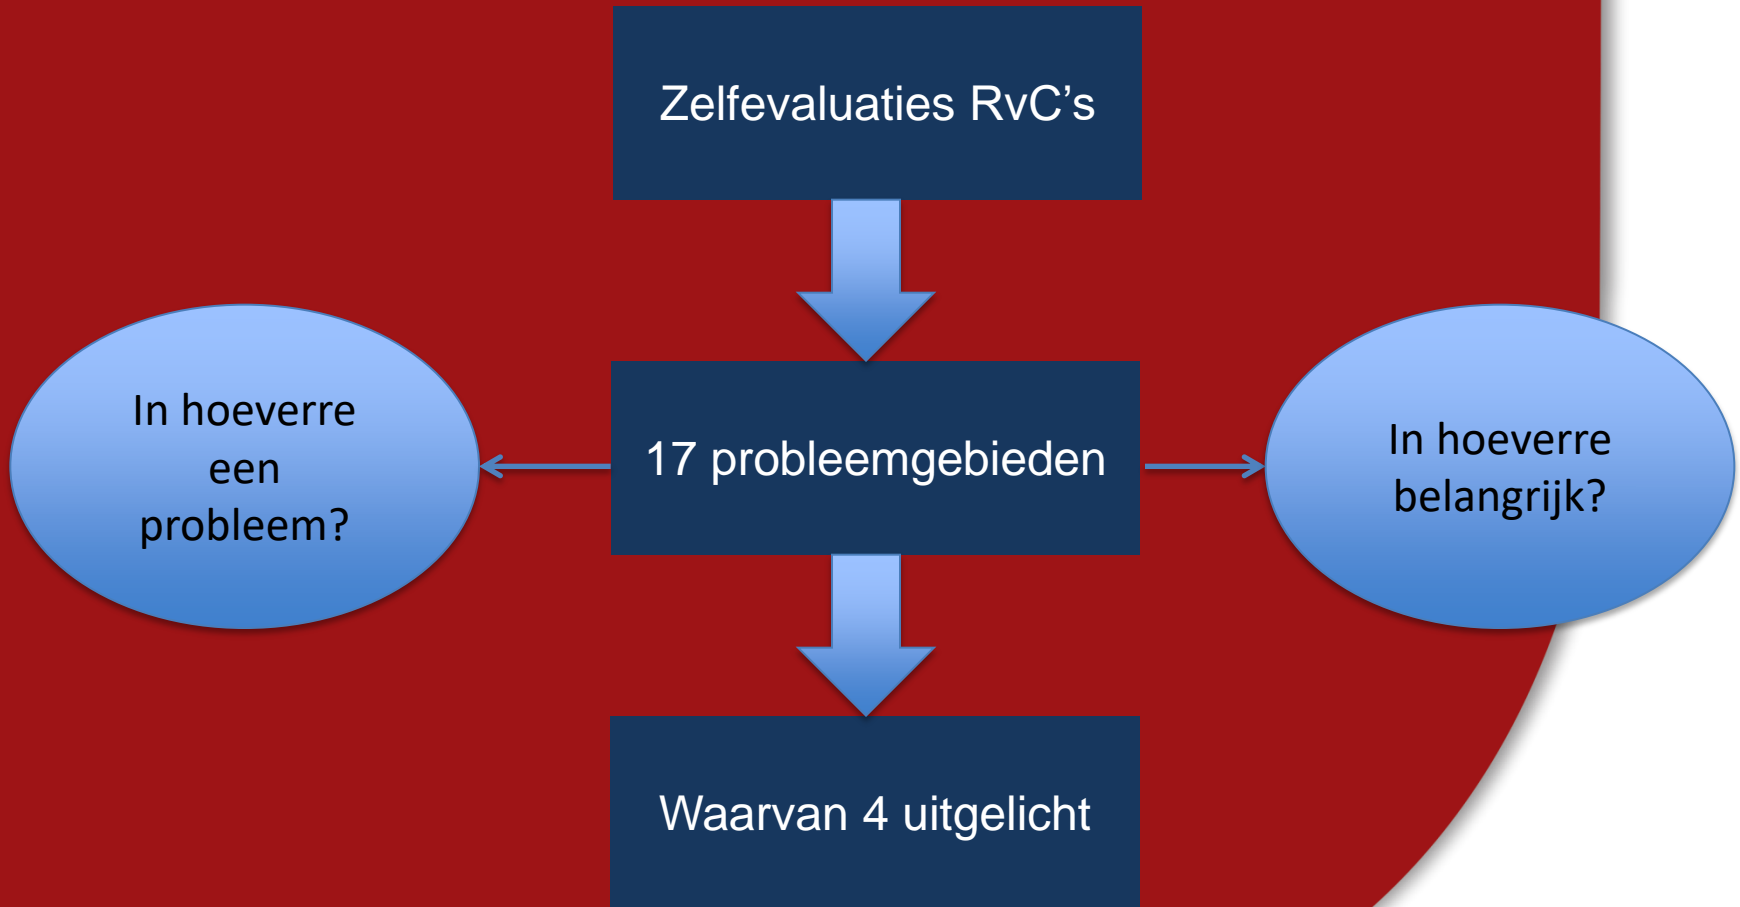 Zelfevaluaties RvC’s
In hoeverre
een
probleem?
17 probleemgebieden
In hoeverre
belangrijk?
Waarvan 4 uitgelicht